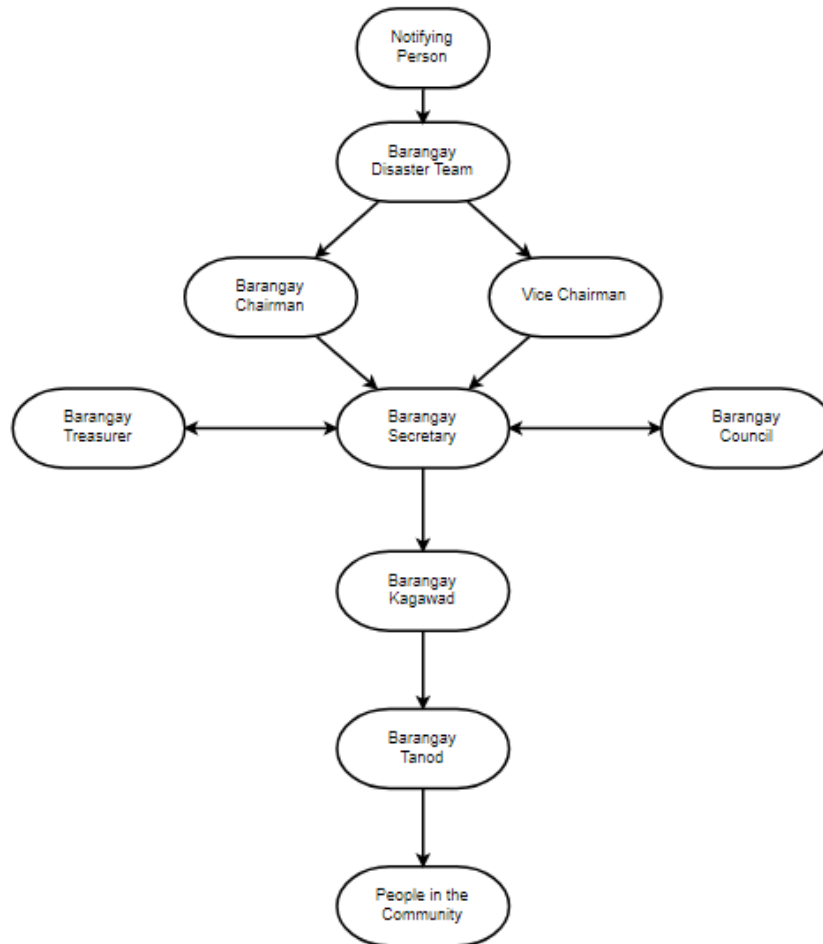 Notifying
Person
Barangay
Disaster Team
Barangay
Chairman
Vice Chairman
Barangay
Treasurer
Barangay
Secretary
Barangay
Council
Barangay
Kagawad
Barangay
Tanod
People in the
Community